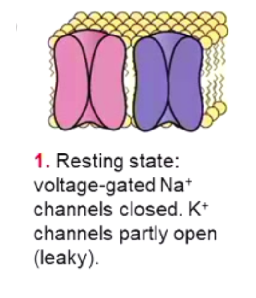 1. Resting state:
voltage-gated Na⁺
channels closed. K⁺
channels partly open
(leaky).